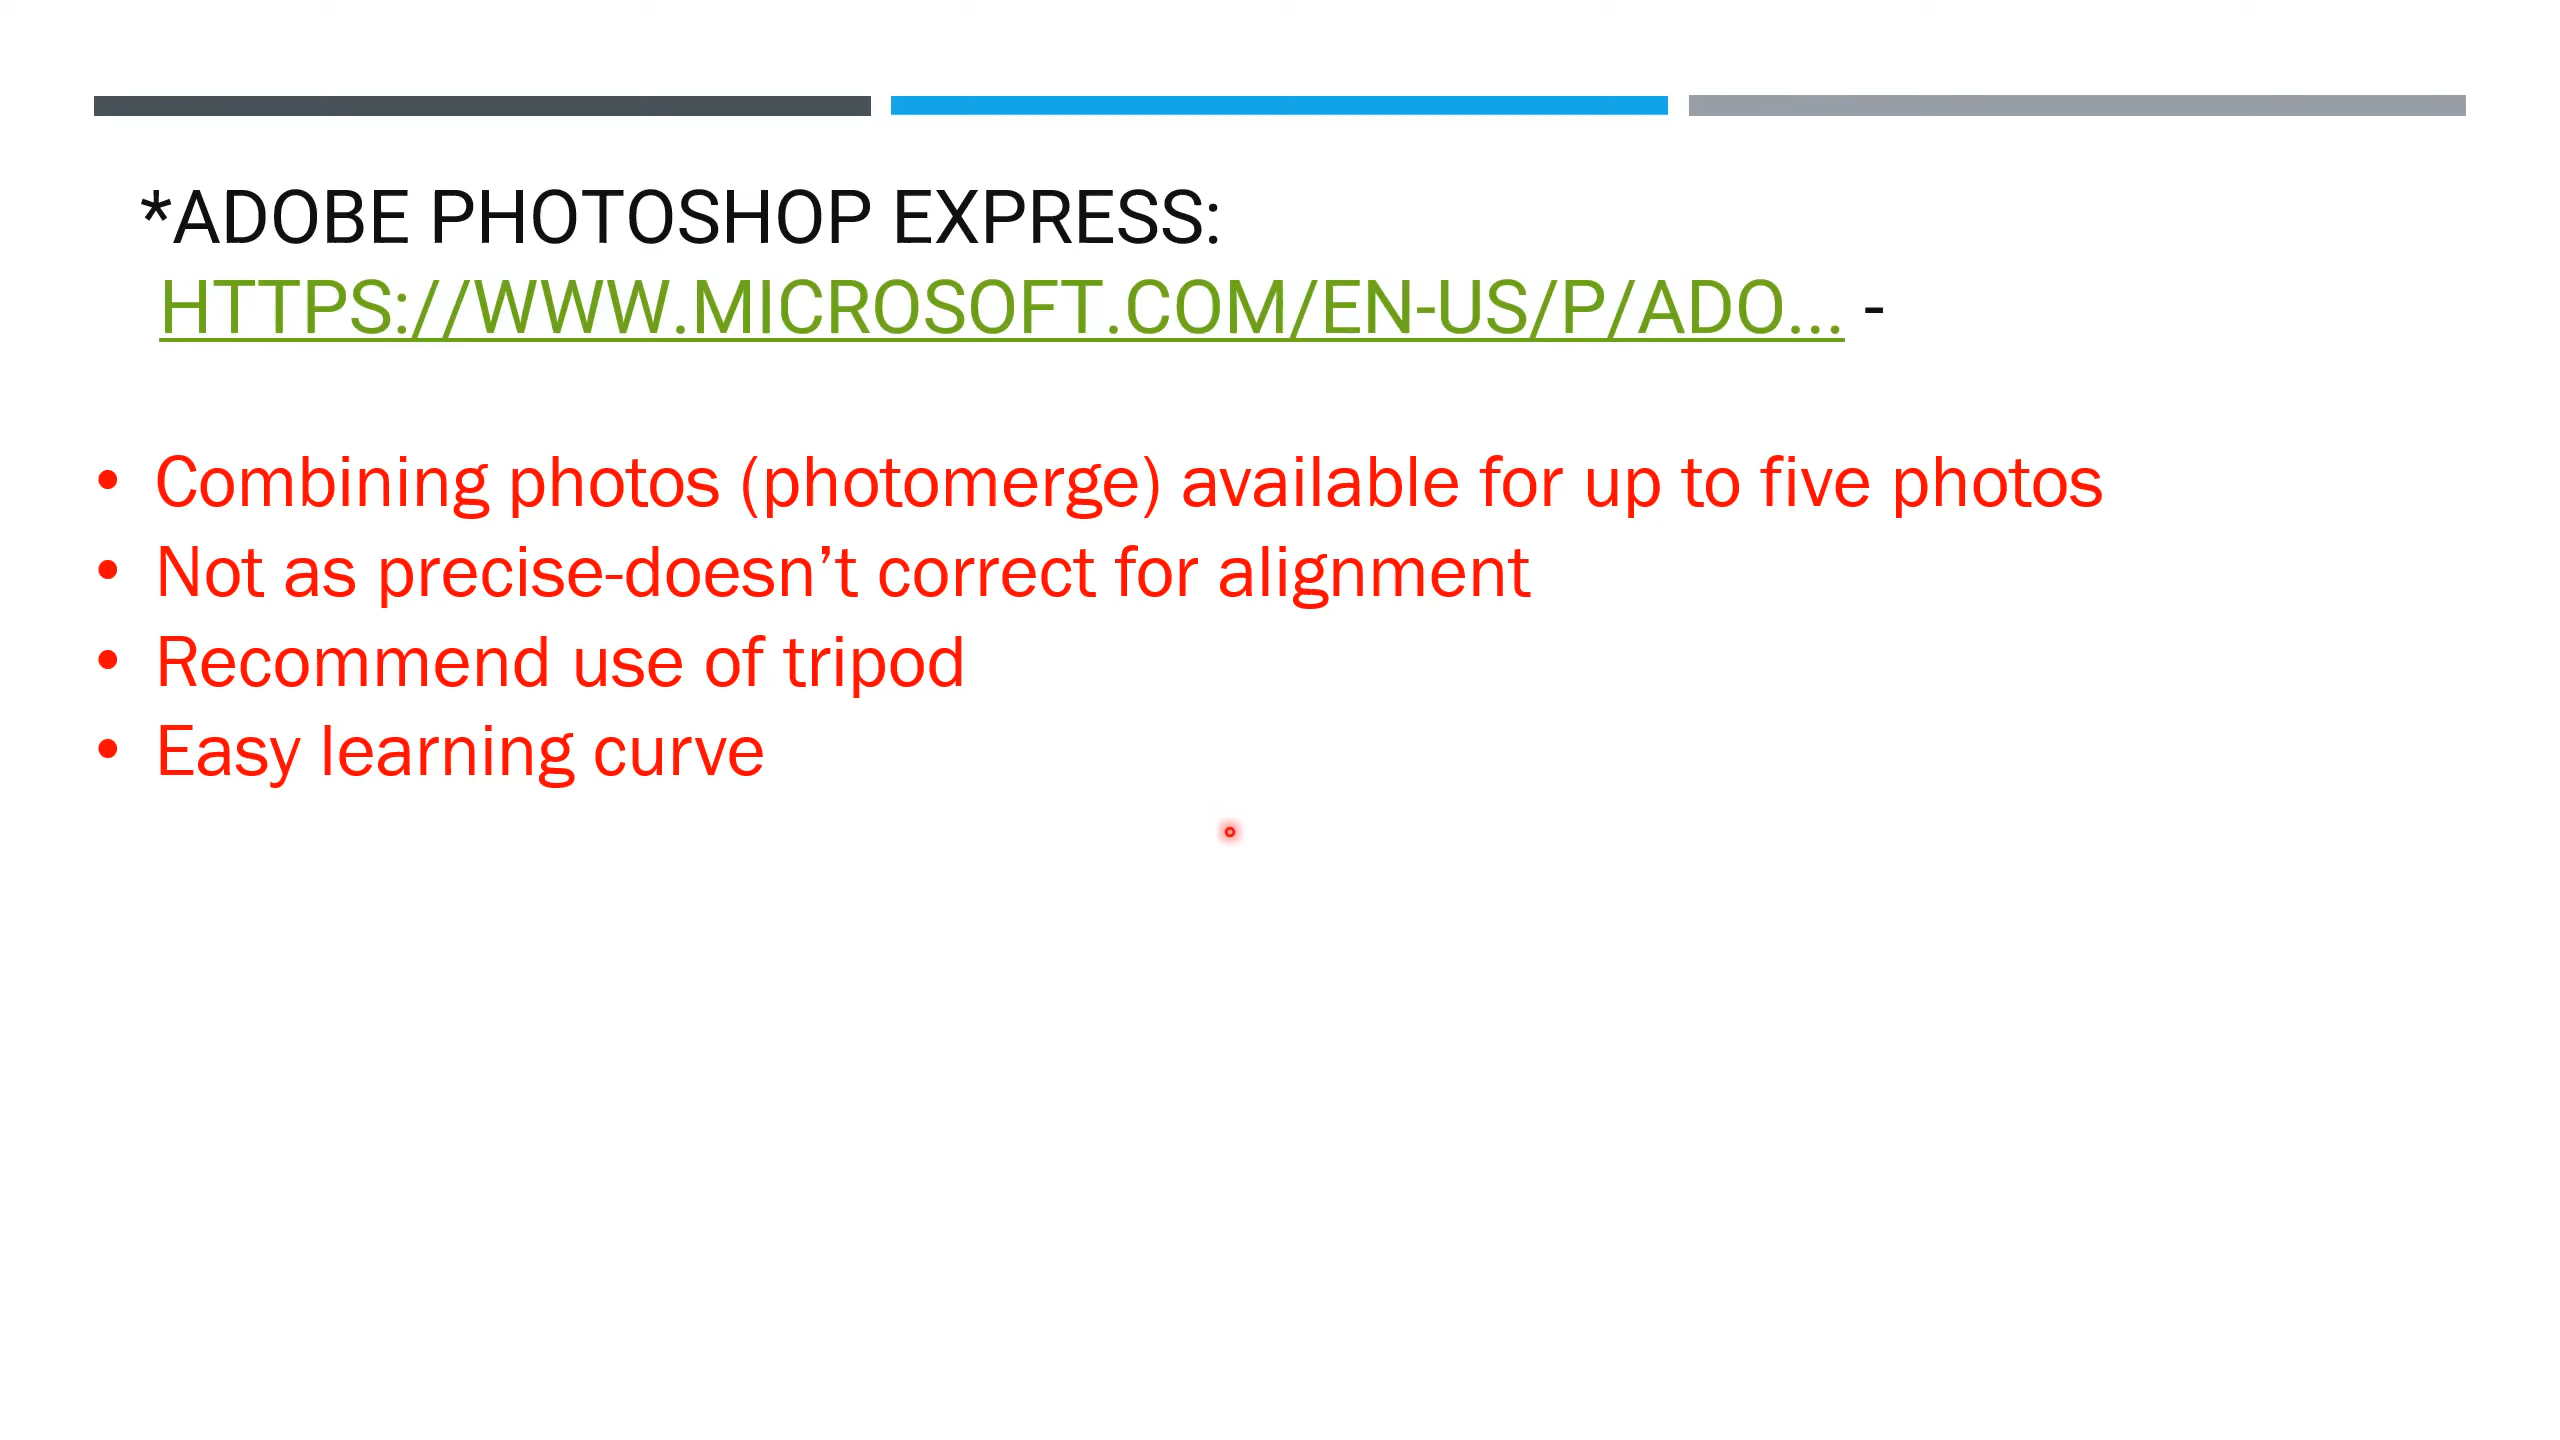 *ADOBE PHOTOSHOP EXPRESS:
HTTPS://WWW.MICROSOFT.COM/EN-US/P/ADO... -
• Combining photos (photomerge) available for up to five photos
• Not as precise-doesn’t correct for alignment
• Recommend use of tripod
• Easy learning curve